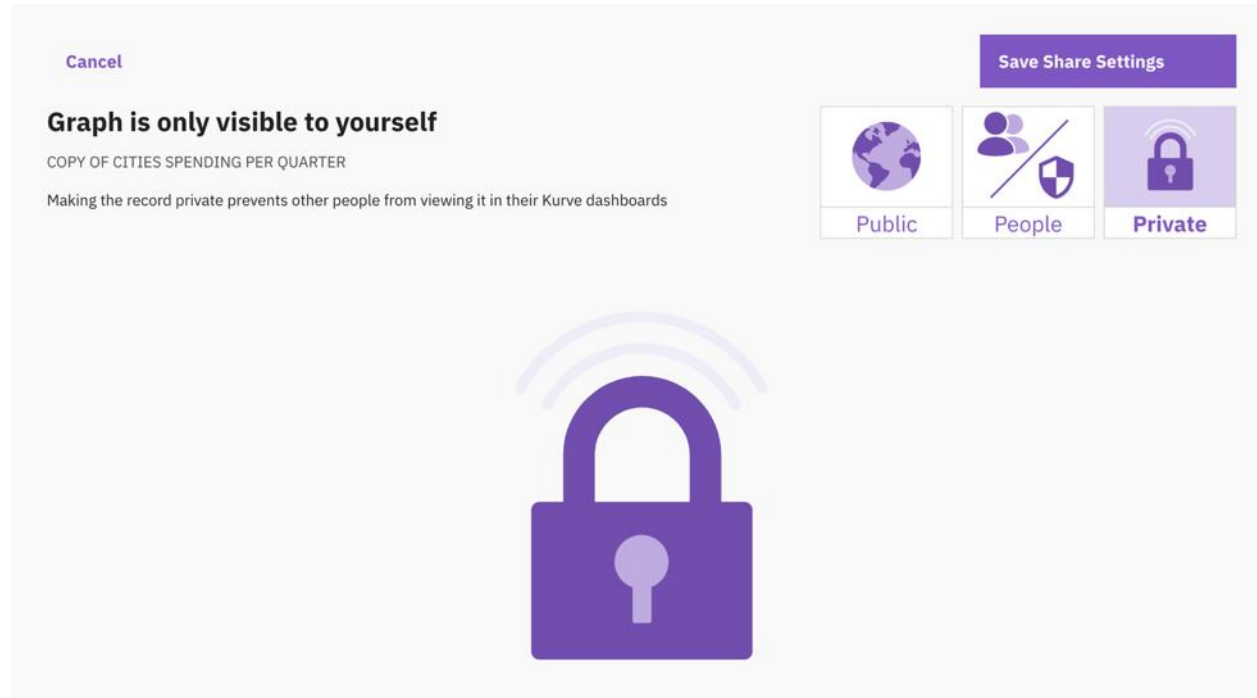 Cancel
Save Share Settings
Graph is only visible to yourself
COPY OF CITIES SPENDING PER QUARTER
Making the record private prevents other people from viewing it in their Kurve dashboards
Public
People
Private